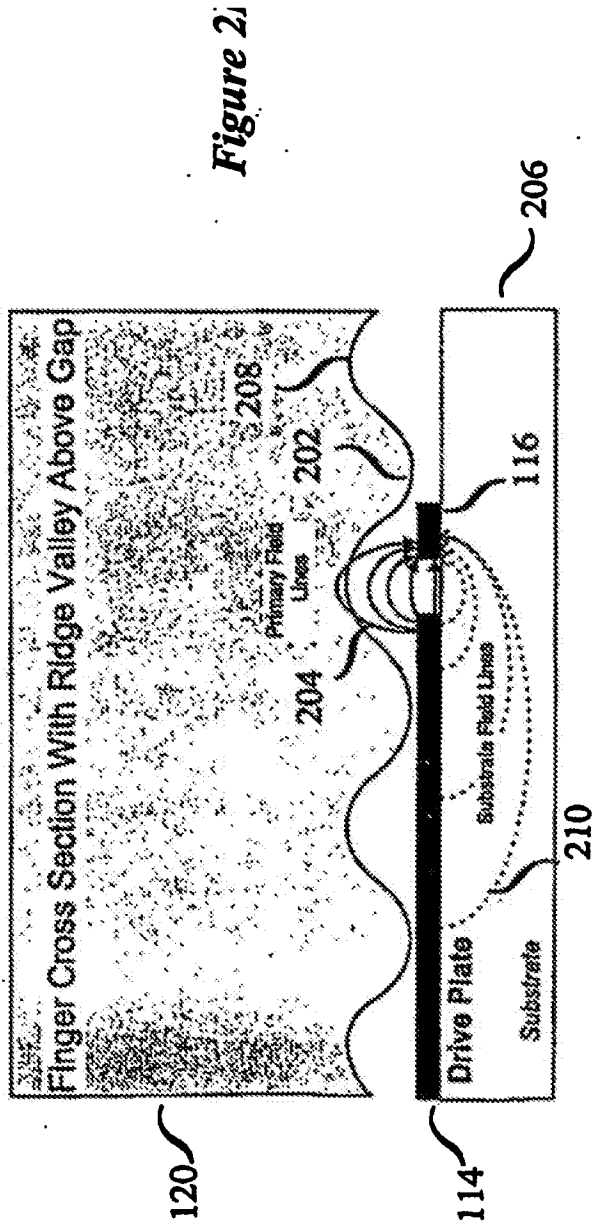 Figure 2
Finger Cross Section With Ridge Valley Above Gap
120
208
202
Primary Field
Lines
204
114
Drive Plate
Substrate
Substrate Field Lines
210
116
206